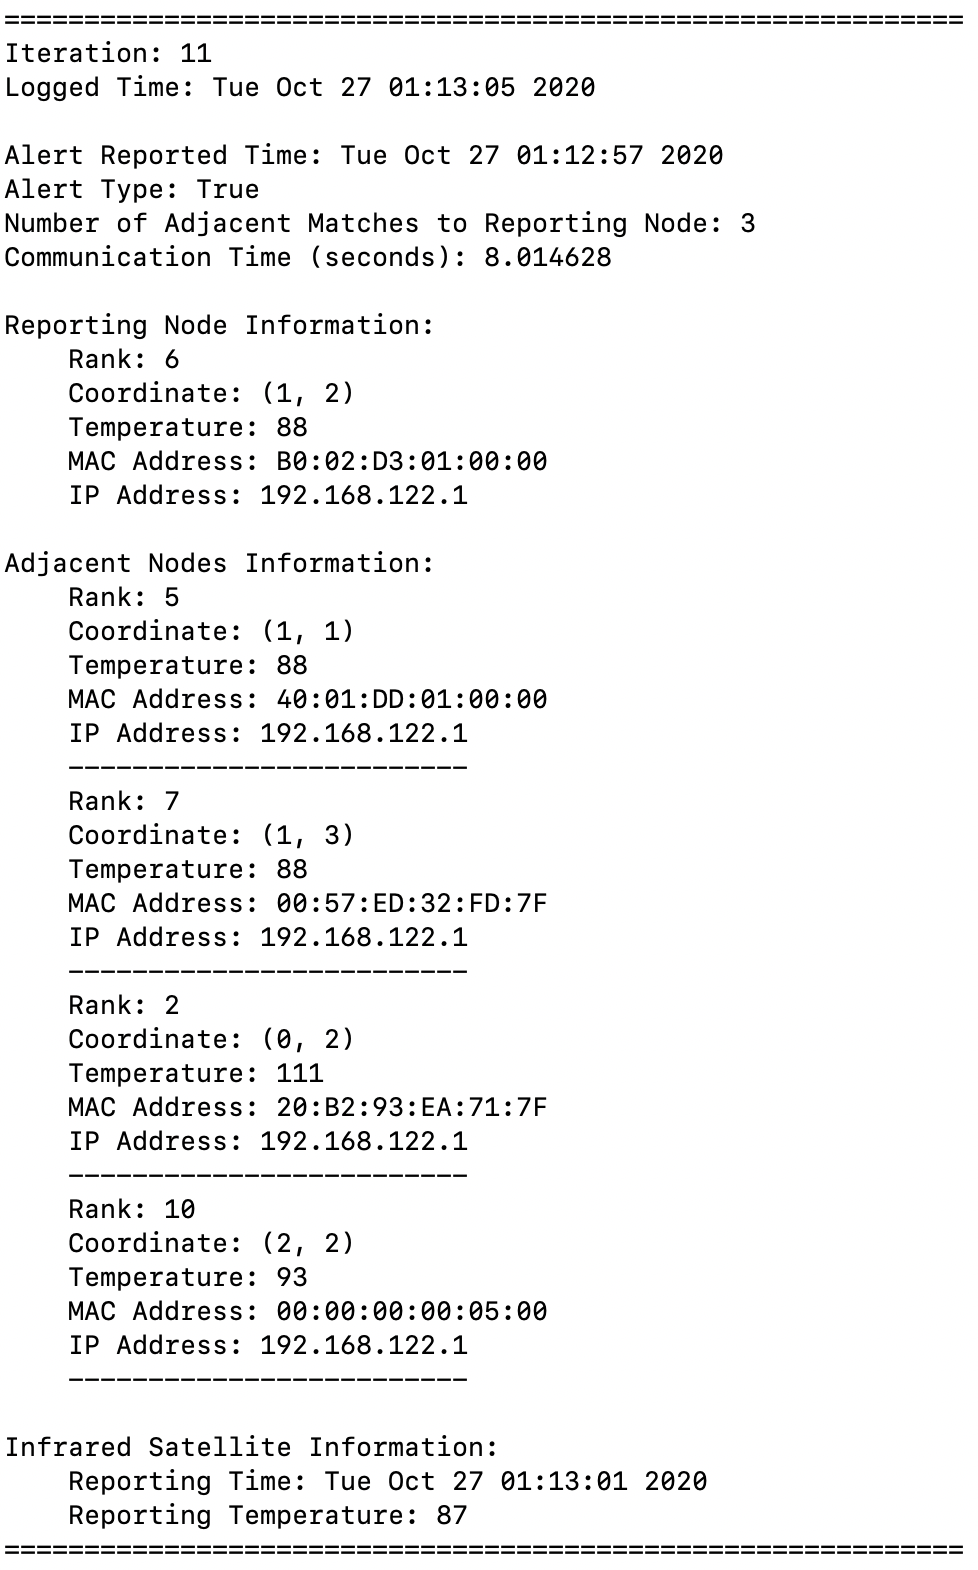 ============================================================
Iteration: 11
Logged Time: Tue Oct 27 01:13:05 2020

Alert Reported Time: Tue Oct 27 01:12:57 2020
Alert Type: True
Number of Adjacent Matches to Reporting Node: 3
Communication Time (seconds): 8.014628

Reporting Node Information:
    Rank: 6
    Coordinate: (1, 2)
    Temperature: 88
    MAC Address: B0:02:D3:01:00:00
    IP Address: 192.168.122.1

Adjacent Nodes Information:
    Rank: 5
    Coordinate: (1, 1)
    Temperature: 88
    MAC Address: 40:01:DD:01:00:00
    IP Address: 192.168.122.1
    -------------------------
    Rank: 7
    Coordinate: (1, 3)
    Temperature: 88
    MAC Address: 00:57:ED:32:FD:7F
    IP Address: 192.168.122.1
    -------------------------
    Rank: 2
    Coordinate: (0, 2)
    Temperature: 111
    MAC Address: 20:B2:93:EA:71:7F
    IP Address: 192.168.122.1
    -------------------------
    Rank: 10
    Coordinate: (2, 2)
    Temperature: 93
    MAC Address: 00:00:00:00:05:00
    IP Address: 192.168.122.1
    -------------------------

Infrared Satellite Information:
    Reporting Time: Tue Oct 27 01:13:01 2020
    Reporting Temperature: 87
============================================================